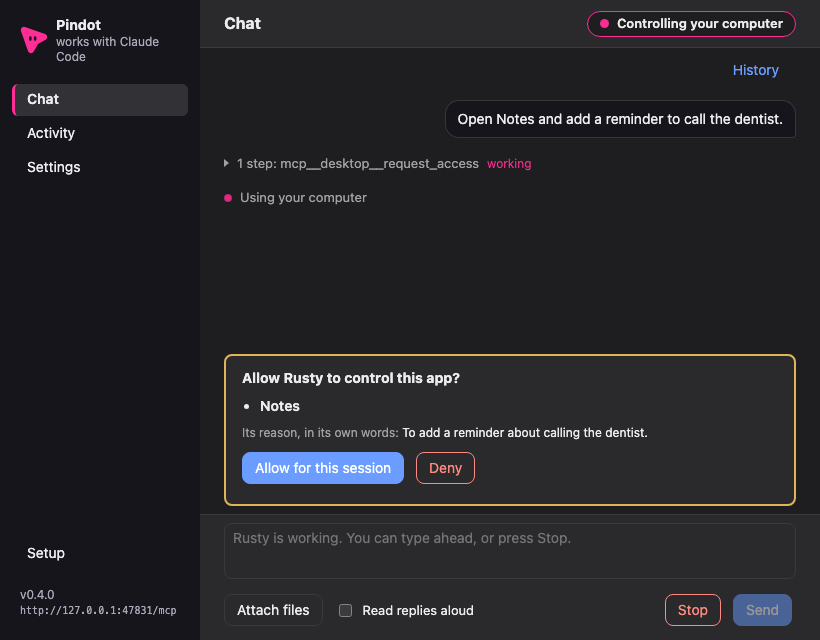 Pindot
works with Claude
Code
Chat
Activity
Settings
Setup
v0.4.0
http://127.0.0.1:47831/mcp
Chat
Controlling your computer
History
Open Notes and add a reminder to call the dentist.
1 step: mcp__desktop__request_access working
Using your computer
Allow Rusty to control this app?
• Notes
Its reason, in its own words: To add a reminder about calling the dentist.
Allow for this session
Deny
Rusty is working. You can type ahead, or press Stop.
Attach files
Read replies aloud
Stop
Send